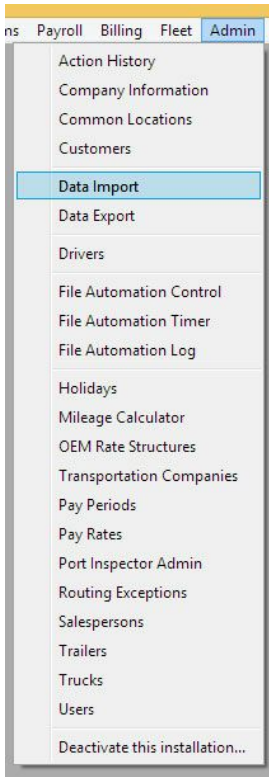 ms Payroll Billing Fleet Admin
Action History
Company Information
Common Locations
Customers
Data Import
Data Export
Drivers
File Automation Control
File Automation Timer
File Automation Log
Holidays
Mileage Calculator
OEM Rate Structures
Transportation Companies
Pay Periods
Pay Rates
Port Inspector Admin
Routing Exceptions
Salespersons
Trailers
Trucks
Users
Deactivate this installation...